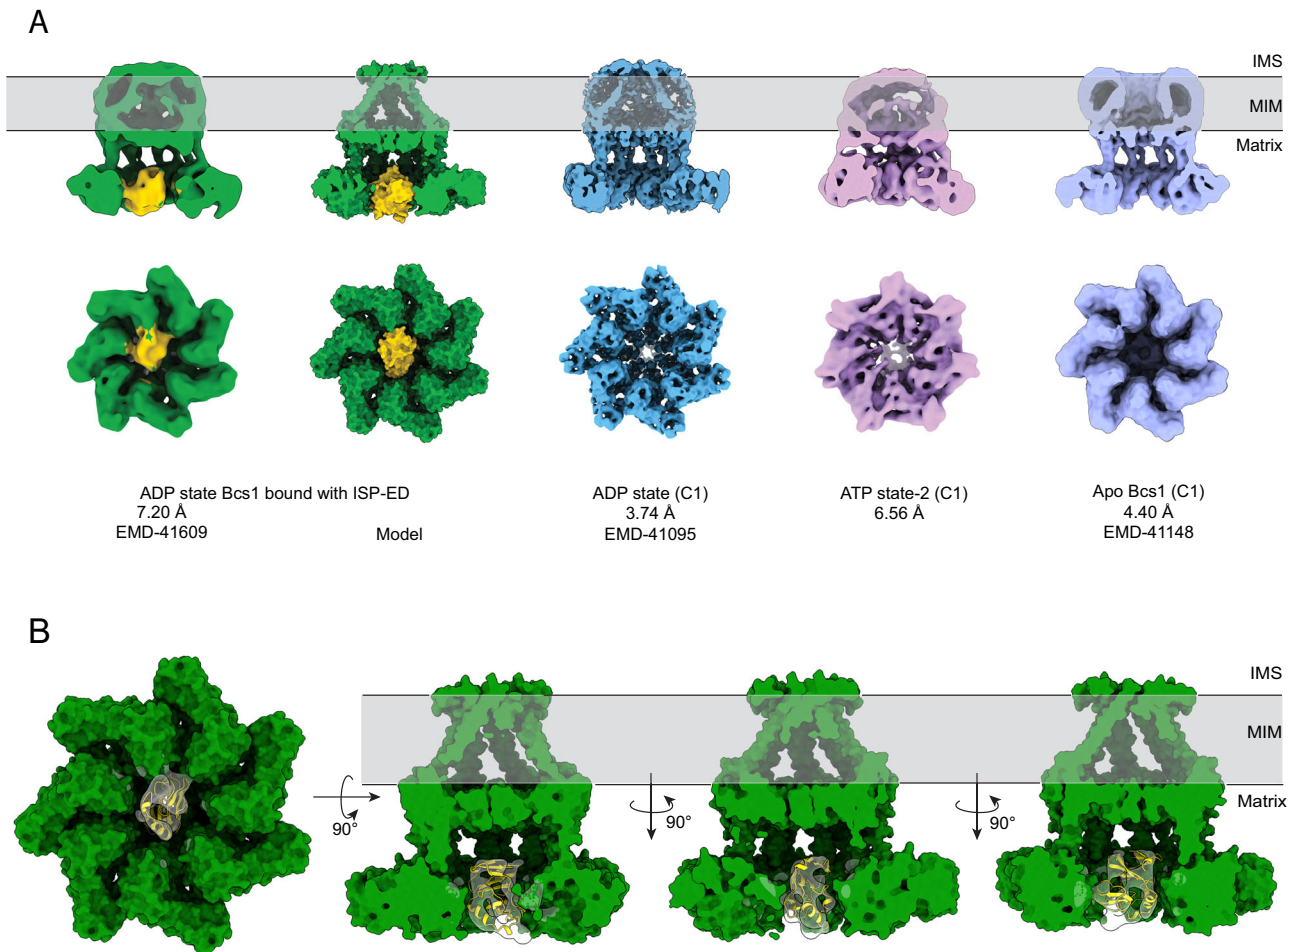 A
IMS
MIM
Matrix
ADP state Bcs1 bound with ISP-ED
7.20 Å
EMD-41609
Model
ADP state (C1)
3.74 Å
EMD-41095
ATP state-2 (C1)
6.56 Å
Apo Bcs1 (C1)
4.40 Å
EMD-41148
B
IMS
MIM
Matrix
90°
90°
90°